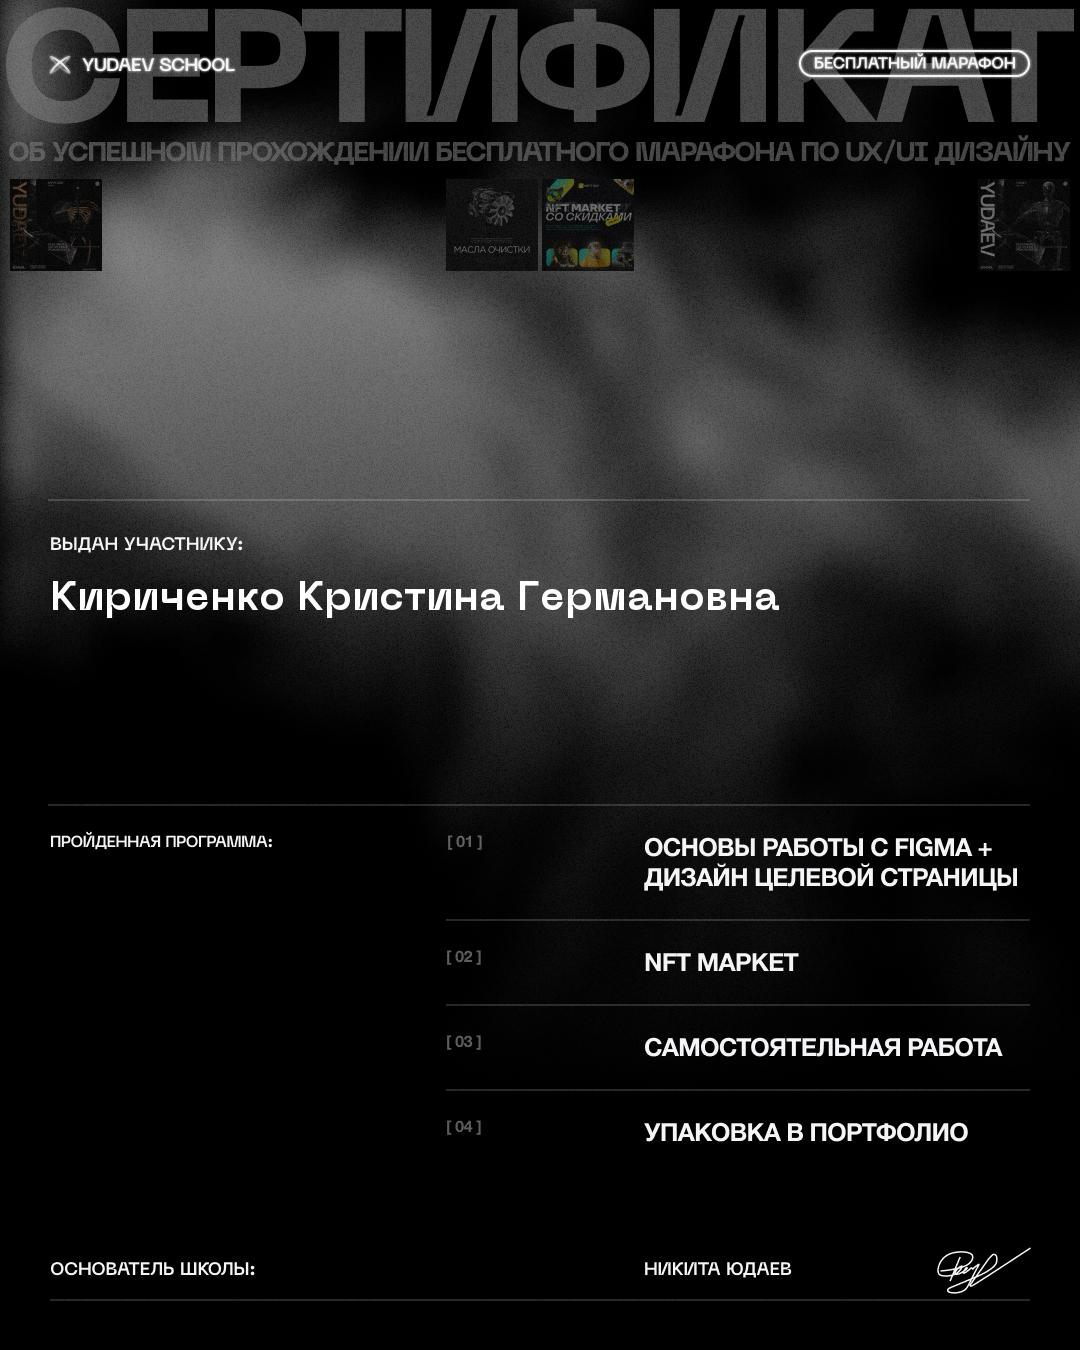 СЕРТИФИКАТ
YUDAEV SCHOOL
БЕСПЛАТНЫЙ МАРАФОН
ОБ УСПЕШНОМ ПРОХОЖДЕНИИ БЕСПЛАТНОГО МАРАФОНА ПО UX/UI ДИЗАЙНУ
YUDAEV
МАСЛА ОЧИСТКИ
NFT MARKET
СО СКИДКАМИ
YUDAEV
ВЫДАН УЧАСТНИКУ:
Кириченко Кристина Германовна
ПРОЙДЕННАЯ ПРОГРАММА:
[ 01 ]
ОСНОВЫ РАБОТЫ С FIGMA +
ДИЗАЙН ЦЕЛЕВОЙ СТРАНИЦЫ
[ 02 ]
NFT МАРКЕТ
[ 03 ]
САМОСТОЯТЕЛЬНАЯ РАБОТА
[ 04 ]
УПАКОВКА В ПОРТФОЛИО
ОСНОВАТЕЛЬ ШКОЛЫ:
НИКИТА ЮДАЕВ